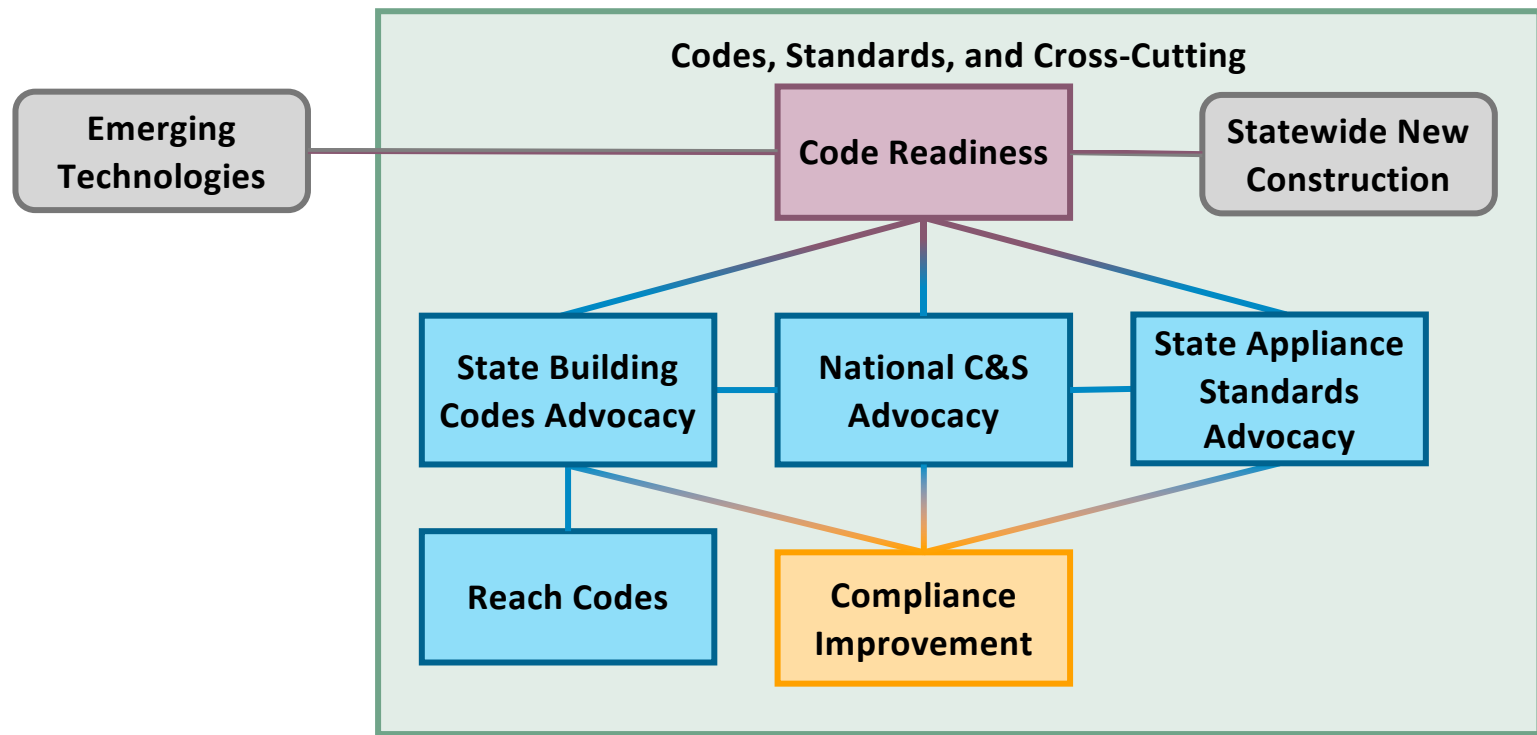 Codes, Standards, and Cross-Cutting
Emerging
Technologies
Code Readiness
Statewide New
Construction
State Building
Codes Advocacy
National C&S
Advocacy
State Appliance
Standards
Advocacy
Reach Codes
Compliance
Improvement